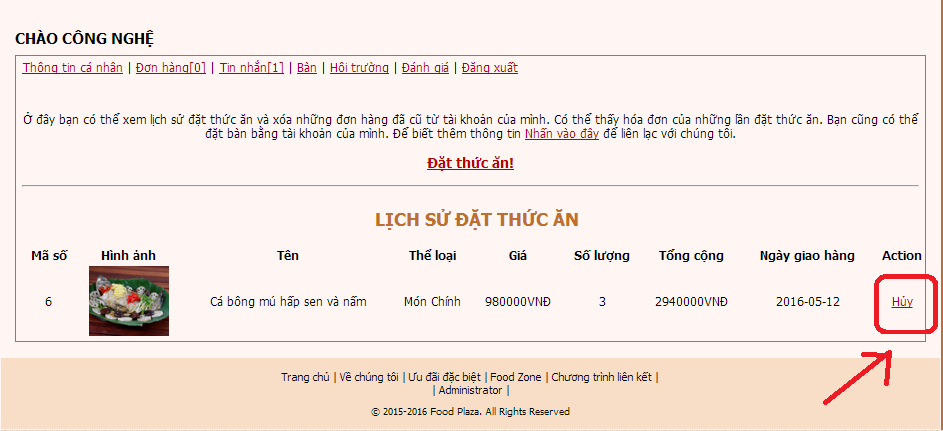 CHÀO CÔNG NGHỆ
Thông tin cá nhân | Đơn hàng[0] | Tin nhắn[1] | Bàn | Hội trường | Đánh giá | Đăng xuất
Ở đây bạn có thể xem lịch sử đặt thức ăn và xóa những đơn hàng đã cũ từ tài khoản của mình. Có thể thấy hóa đơn của những lần đặt thức ăn. Bạn cũng có thể
đặt bàn bằng tài khoản của mình. Để biết thêm thông tin Nhấn vào đây để liên lạc với chúng tôi.
Đặt thức ăn!
LỊCH SỬ ĐẶT THỨC ĂN
Mã số Hình ảnh Tên Thể loại Giá Số lượng Tổng cộng Ngày giao hàng Action
6 Cá bông mú hấp sen và nấm Món Chính 980000VNĐ 3 2940000VNĐ 2016-05-12 Hủy
Trang chủ | Về chúng tôi | Ưu đãi đặc biệt | Food Zone | Chương trình liên kết |
| Administrator |
© 2015-2016 Food Plaza. All Rights Reserved